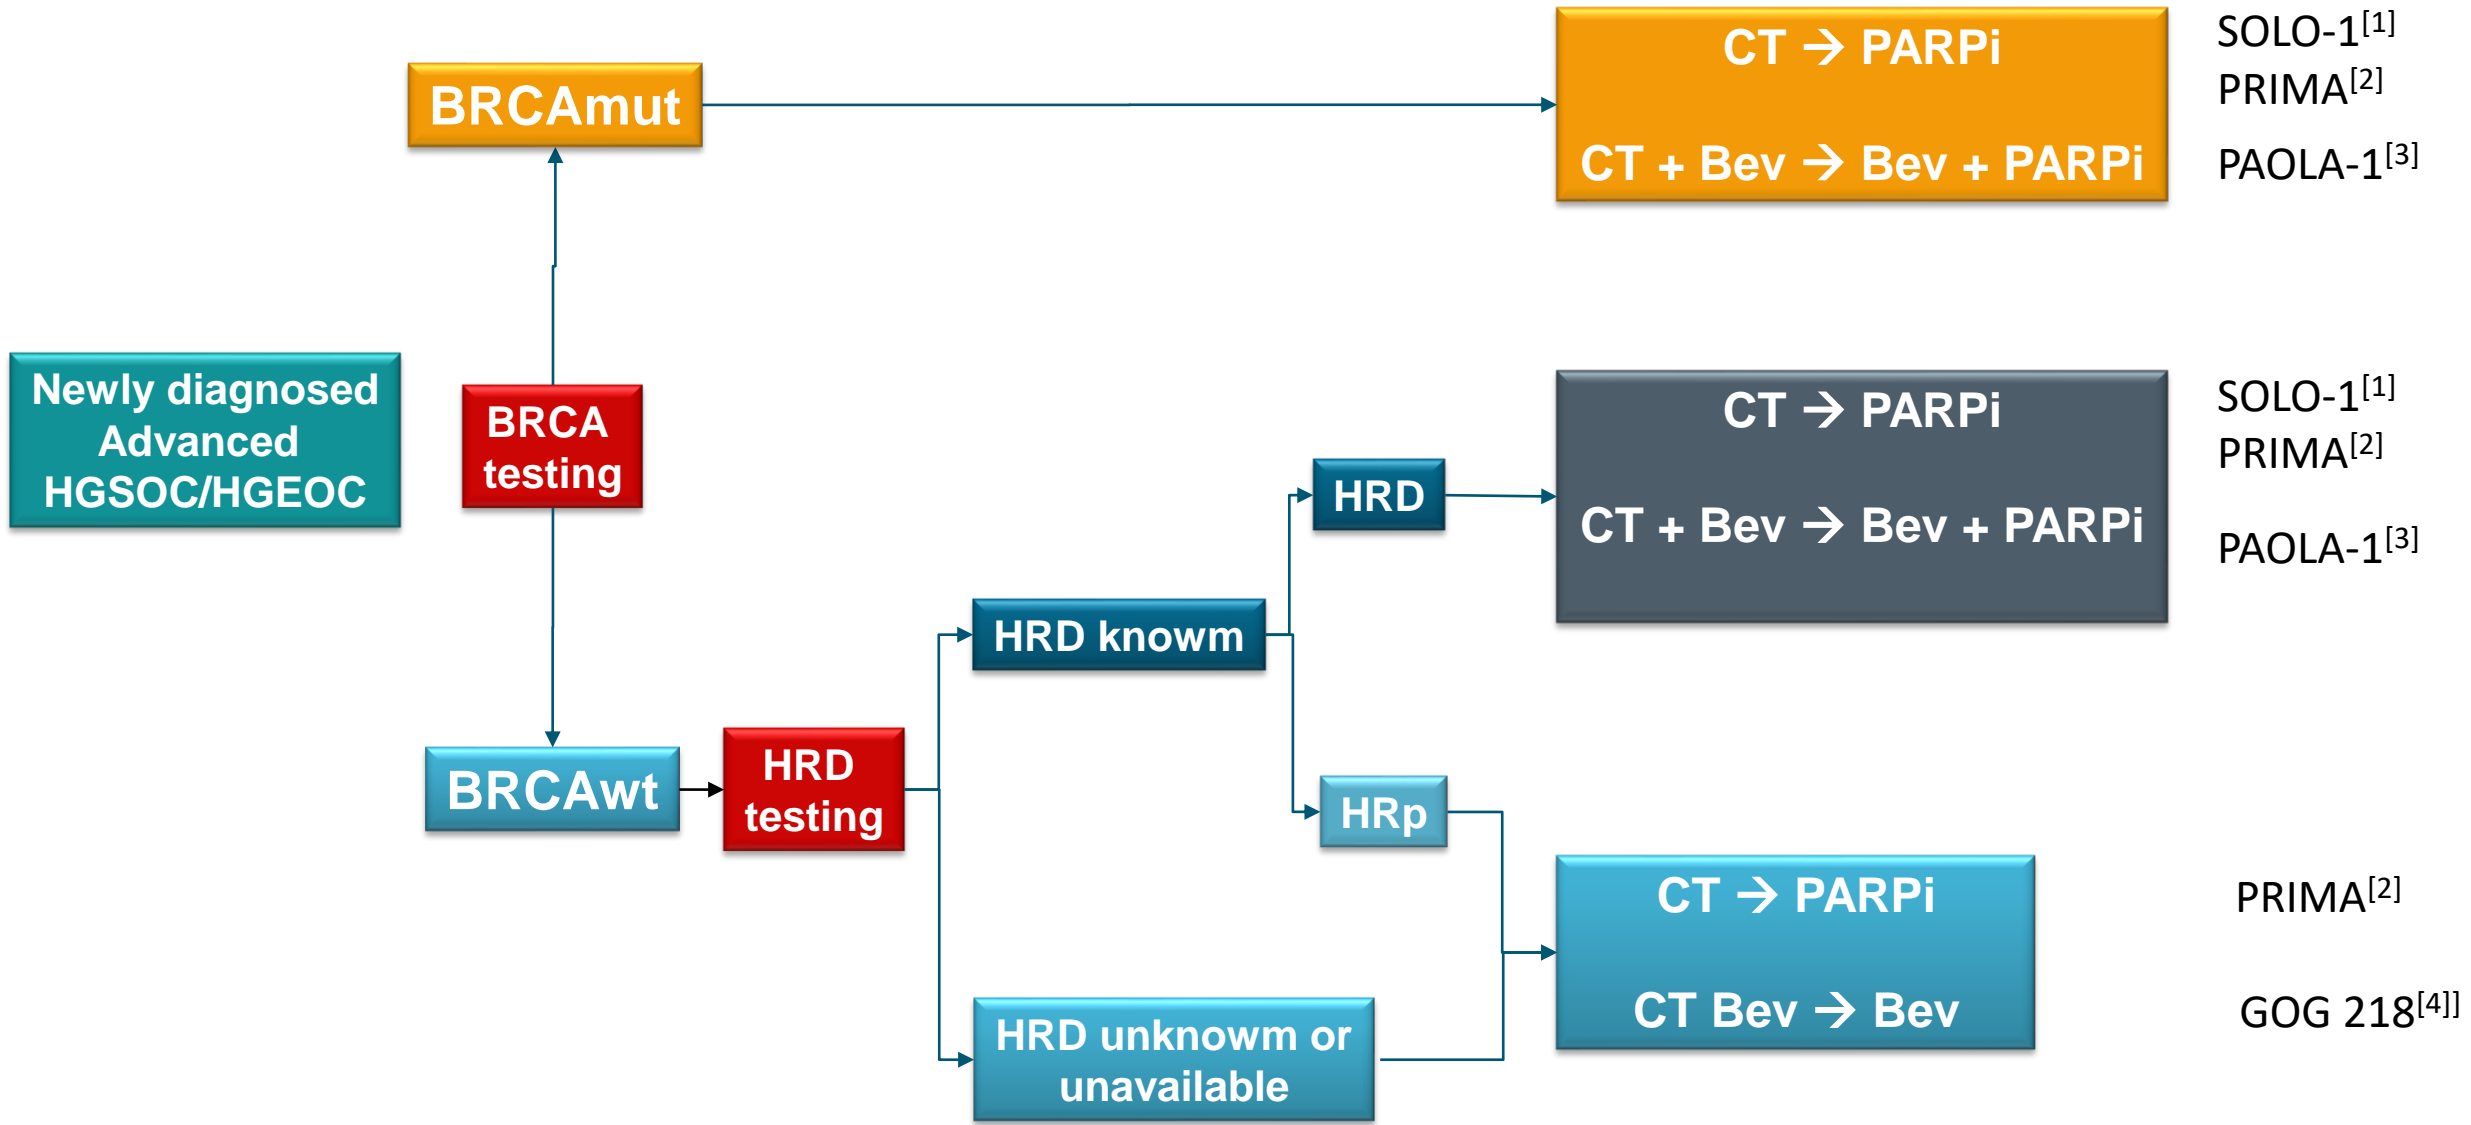 CT → PARPi
CT + Bev → Bev + PARPi
SOLO-1[1]
PRIMA[2]
PAOLA-1[3]
BRCAmut
Newly diagnosed
Advanced
HGSOC/HGEOC
BRCA
testing
CT → PARPi
CT + Bev → Bev + PARPi
SOLO-1[1]
PRIMA[2]
PAOLA-1[3]
HRD
HRD knowm
BRCAwt
HRD
testing
HRp
CT → PARPi
CT Bev → Bev
PRIMA[2]
GOG 218[4]]
HRD unknowm or
unavailable